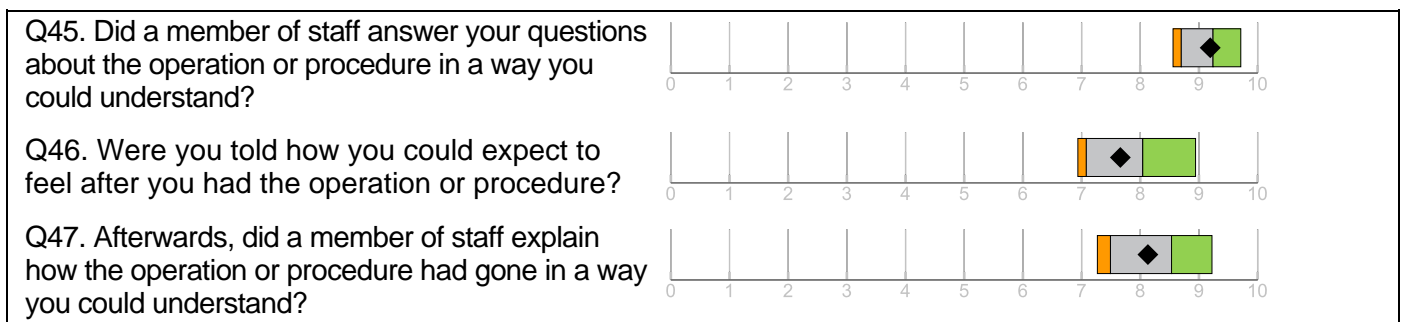 Q45. Did a member of staff answer your questions
about the operation or procedure in a way you
could understand?
0 1 2 3 4 5 6 7 8 9 10
Q46. Were you told how you could expect to
feel after you had the operation or procedure?
0 1 2 3 4 5 6 7 8 9 10
Q47. Afterwards, did a member of staff explain
how the operation or procedure had gone in a way
you could understand?
0 1 2 3 4 5 6 7 8 9 10